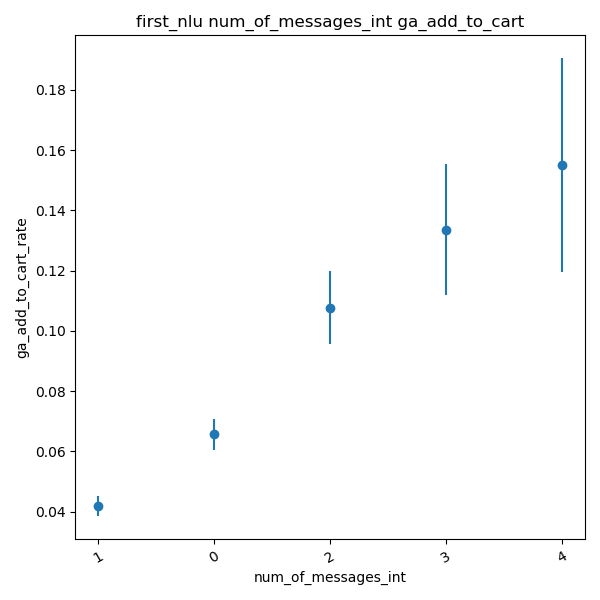 first_nlu num_of_messages_int ga_add_to_cart
ga_add_to_cart_rate
0.18
0.16
0.14
0.12
0.10
0.08
0.06
0.04
1 0 2 3 4
num_of_messages_int